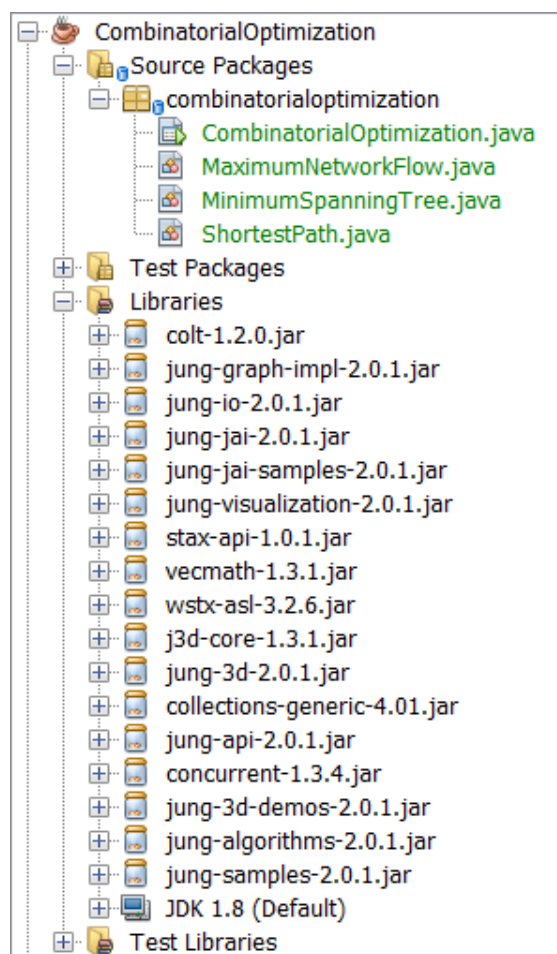 CombinatorialOptimization
Source Packages
combinatorialoptimization
CombinatorialOptimization.java
MaximumNetworkFlow.java
MinimumSpanningTree.java
ShortestPath.java
Test Packages
Libraries
colt-1.2.0.jar
jung-graph-impl-2.0.1.jar
jung-io-2.0.1.jar
jung-jai-2.0.1.jar
jung-jai-samples-2.0.1.jar
jung-visualization-2.0.1.jar
stax-api-1.0.1.jar
vecmath-1.3.1.jar
wstx-asl-3.2.6.jar
j3d-core-1.3.1.jar
jung-3d-2.0.1.jar
collections-generic-4.01.jar
jung-api-2.0.1.jar
concurrent-1.3.4.jar
jung-3d-demos-2.0.1.jar
jung-algorithms-2.0.1.jar
jung-samples-2.0.1.jar
JDK 1.8 (Default)
Test Libraries